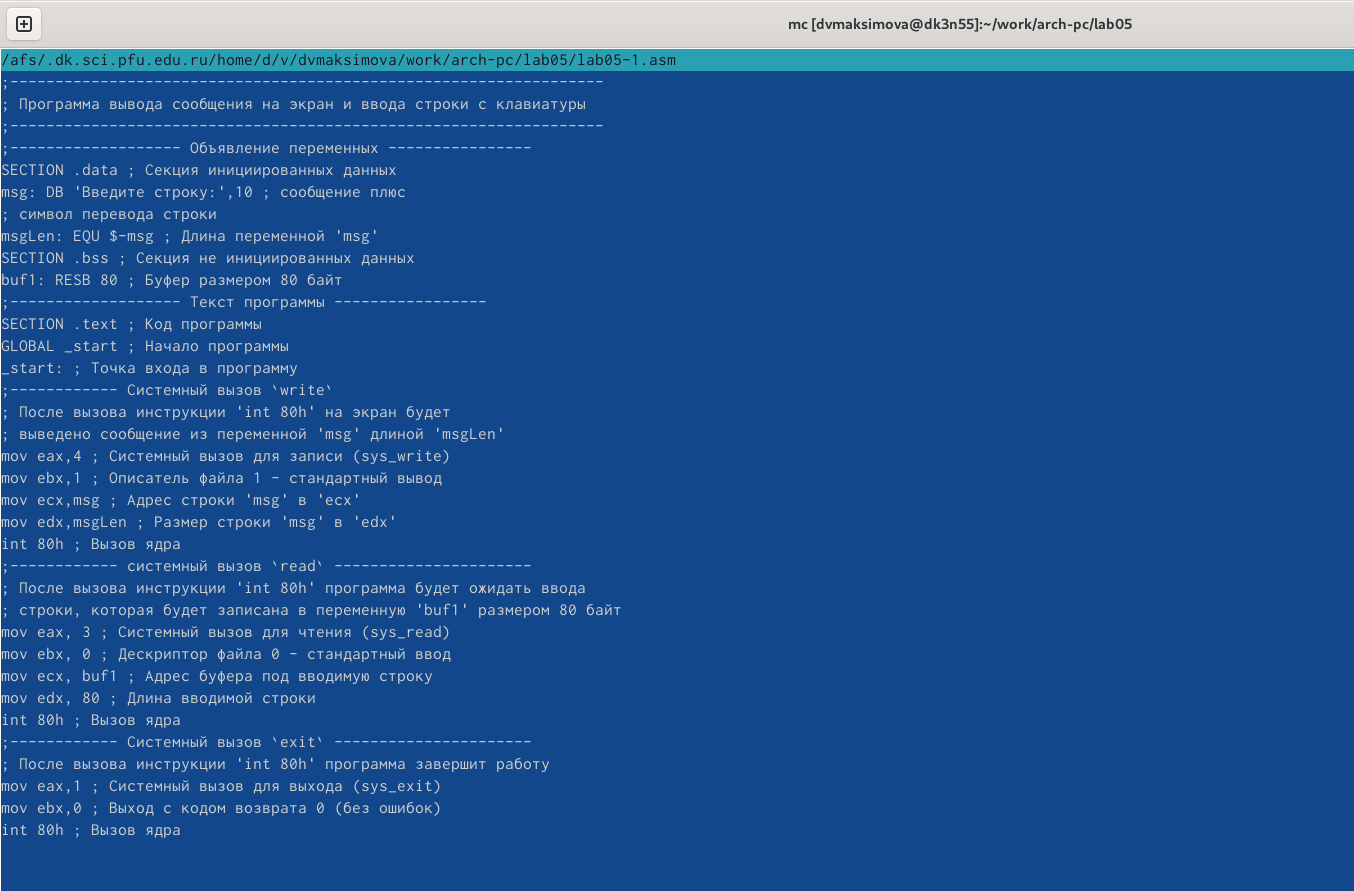 mc [dvmaksimova@dk3n55]:~/work/arch-pc/lab05
/afs/.dk.sci.pfu.edu.ru/home/d/v/dvmaksimova/work/arch-pc/lab05/lab05-1.asm
;------------------------------------------------------------------
; Программа вывода сообщения на экран и ввода строки с клавиатуры
;------------------------------------------------------------------
;------------------- Объявление переменных ----------------
SECTION .data ; Секция инициированных данных
msg: DB 'Введите строку:',10 ; сообщение плюс
; символ перевода строки
msgLen: EQU $-msg ; Длина переменной 'msg'
SECTION .bss ; Секция не инициированных данных
buf1: RESB 80 ; Буфер размером 80 байт
;------------------- Текст программы -----------------
SECTION .text ; Код программы
GLOBAL _start ; Начало программы
_start: ; Точка входа в программу
;------------ Системный вызов `write`
; После вызова инструкции 'int 80h' на экран будет
; выведено сообщение из переменной 'msg' длиной 'msgLen'
mov eax,4 ; Системный вызов для записи (sys_write)
mov ebx,1 ; Описатель файла 1 - стандартный вывод
mov ecx,msg ; Адрес строки 'msg' в 'ecx'
mov edx,msgLen ; Размер строки 'msg' в 'edx'
int 80h ; Вызов ядра
;------------ системный вызов `read` ----------------------
; После вызова инструкции 'int 80h' программа будет ожидать ввода
; строки, которая будет записана в переменную 'buf1' размером 80 байт
mov eax, 3 ; Системный вызов для чтения (sys_read)
mov ebx, 0 ; Дескриптор файла 0 - стандартный ввод
mov ecx, buf1 ; Адрес буфера под вводимую строку
mov edx, 80 ; Длина вводимой строки
int 80h ; Вызов ядра
;------------ Системный вызов `exit` ----------------------
; После вызова инструкции 'int 80h' программа завершит работу
mov eax,1 ; Системный вызов для выхода (sys_exit)
mov ebx,0 ; Выход с кодом возврата 0 (без ошибок)
int 80h ; Вызов ядра